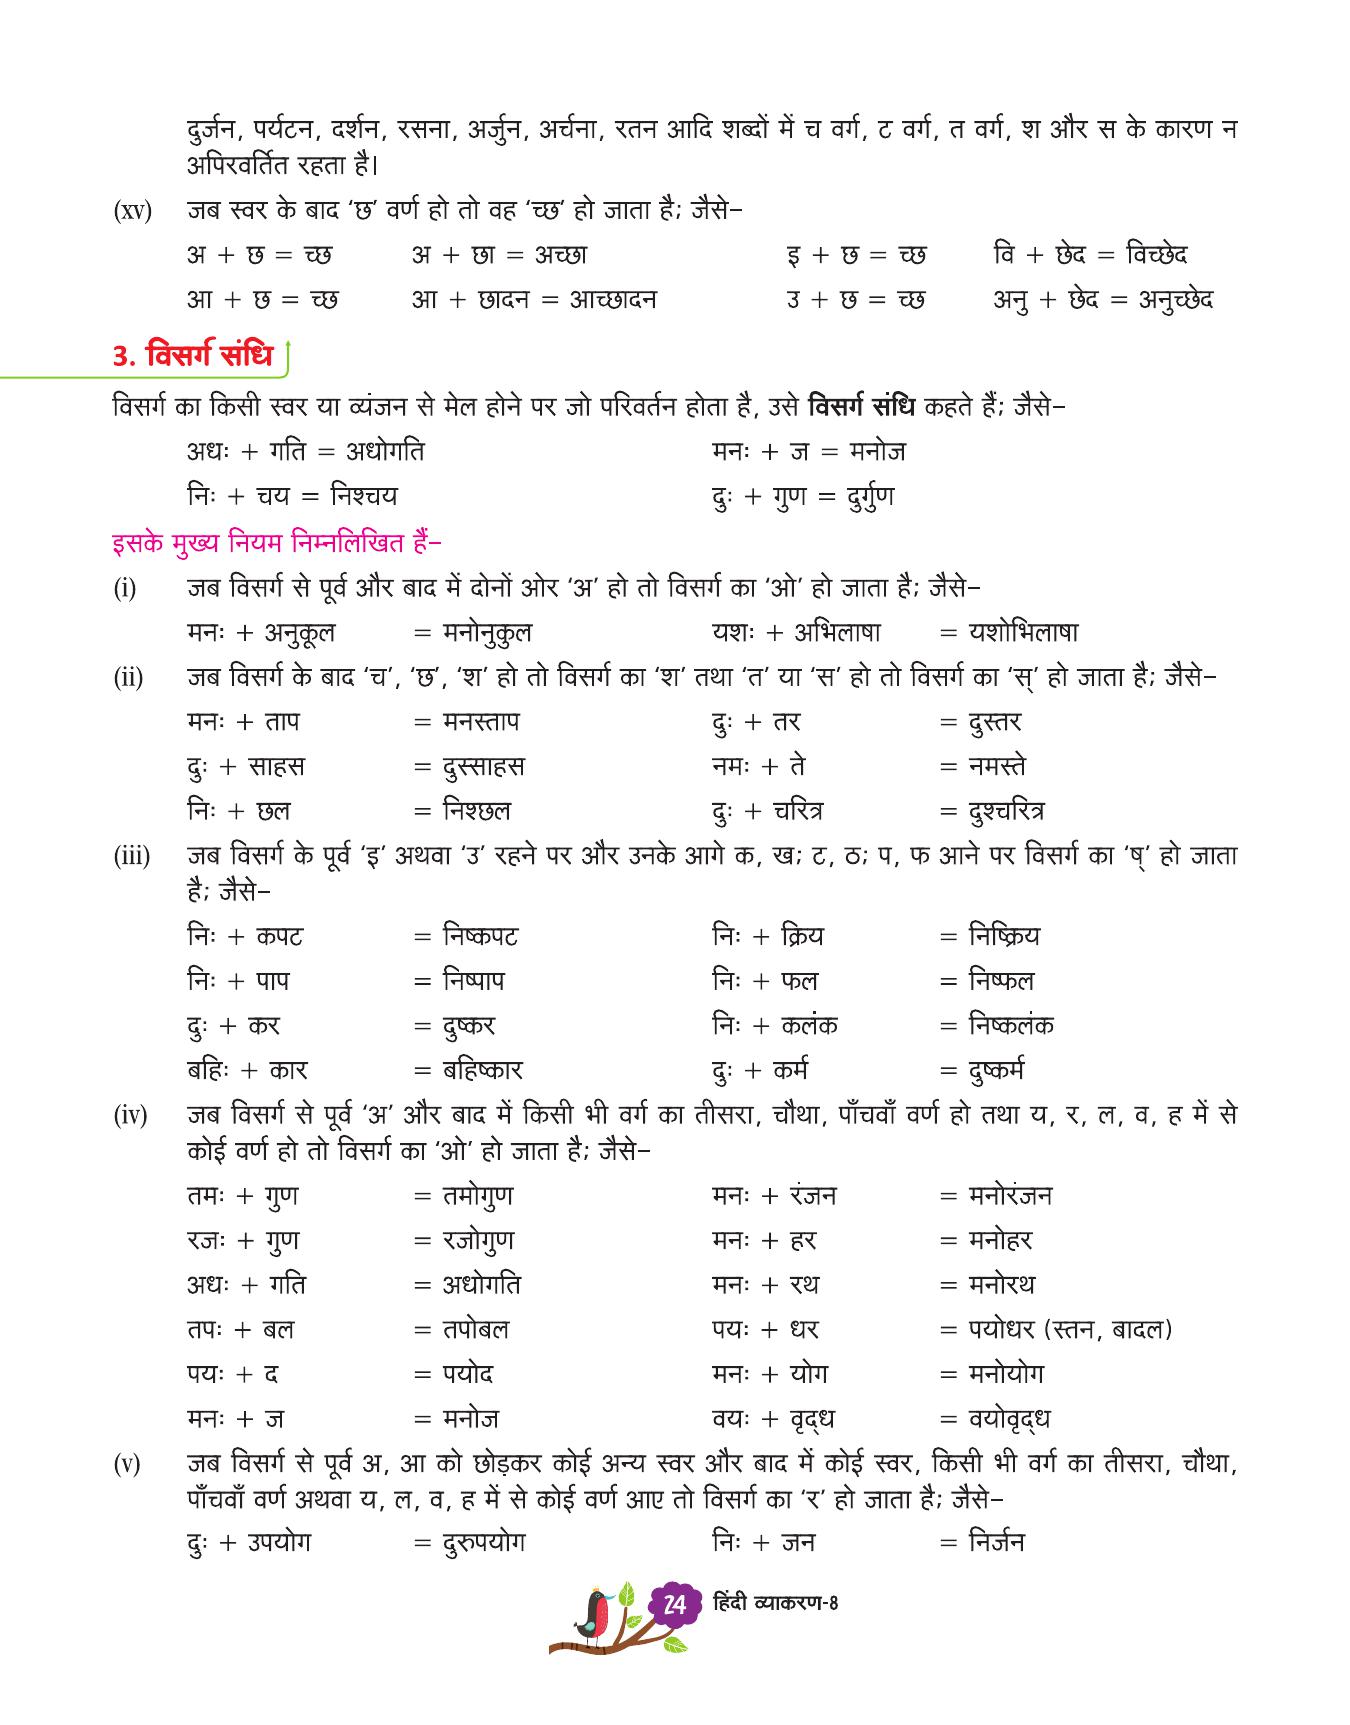 दुर्जन, पर्यटन, दर्शन, रसना, अर्जुन, अर्चना, रतन आदि शब्दों में च वर्ग, ट वर्ग, त वर्ग, श और स के कारण न
अपिरवर्तित रहता है।
(xv) जब स्वर के बाद ‘छ’ वर्ण हो तो वह ‘च्छ’ हो जाता है; जैसे–
अ + छ = च्छ अ + छा = अच्छा इ + छ = च्छ वि + छेद = विच्छेद
आ + छ = च्छ आ + छादन = आच्छादन उ + छ = च्छ अनु + छेद = अनुच्छेद
3. विसर्ग संधि
विसर्ग का किसी स्वर या व्यंजन से मेल होने पर जो परिवर्तन होता है, उसे विसर्ग संधि कहते हैं; जैसे–
अधः + गति = अधोगति मनः + ज = मनोज
निः + चय = निश्चय दुः + गुण = दुर्गुण
इसके मुख्य नियम निम्नलिखित हैं–
(i) जब विसर्ग से पूर्व और बाद में दोनों ओर ‘अ’ हो तो विसर्ग का ‘ओ’ हो जाता है; जैसे–
मनः + अनुकूल = मनोनुकुल यशः + अभिलाषा = यशोभिलाषा
(ii) जब विसर्ग के बाद ‘च’, ‘छ’, ‘श’ हो तो विसर्ग का ‘श’ तथा ‘त’ या ‘स’ हो तो विसर्ग का ‘स्’ हो जाता है; जैसे–
मनः + ताप = मनस्ताप दुः + तर = दुस्तर
दुः + साहस = दुस्साहस नमः + ते = नमस्ते
निः + छल = निश्छल दुः + चरित्र = दुश्चरित्र
(iii) जब विसर्ग के पूर्व ‘इ’ अथवा ‘उ’ रहने पर और उनके आगे क, ख; ट, ठ; प, फ आने पर विसर्ग का ‘ष्’ हो जाता
है; जैसे–
निः + कपट = निष्कपट निः + क्रिय = निष्क्रिय
निः + पाप = निष्पाप निः + फल = निष्फल
दुः + कर = दुष्कर निः + कलंक = निष्कलंक
बहिः + कार = बहिष्कार दुः + कर्म = दुष्कर्म
(iv) जब विसर्ग से पूर्व ‘अ’ और बाद में किसी भी वर्ग का तीसरा, चौथा, पाँचवाँ वर्ण हो तथा य, र, ल, व, ह में से
कोई वर्ण हो तो विसर्ग का ‘ओ’ हो जाता है; जैसे–
तमः + गुण = तमोगुण मनः + रंजन = मनोरंजन
रजः + गुण = रजोगुण मनः + हर = मनोहर
अधः + गति = अधोगति मनः + रथ = मनोरथ
तपः + बल = तपोबल पयः + धर = पयोधर (स्तन, बादल)
पयः + द = पयोद मनः + योग = मनोयोग
मनः + ज = मनोज वयः + वृद्‌ध = वयोवृद्‌ध
(v) जब विसर्ग से पूर्व अ, आ को छोड़कर कोई अन्य स्वर और बाद में कोई स्वर, किसी भी वर्ग का तीसरा, चौथा,
पाँचवाँ वर्ण अथवा य, ल, व, ह में से कोई वर्ण आए तो विसर्ग का ‘र’ हो जाता है; जैसे–
दुः + उपयोग = दुरुपयोग निः + जन = निर्जन
24 हिंदी व्याकरण-8